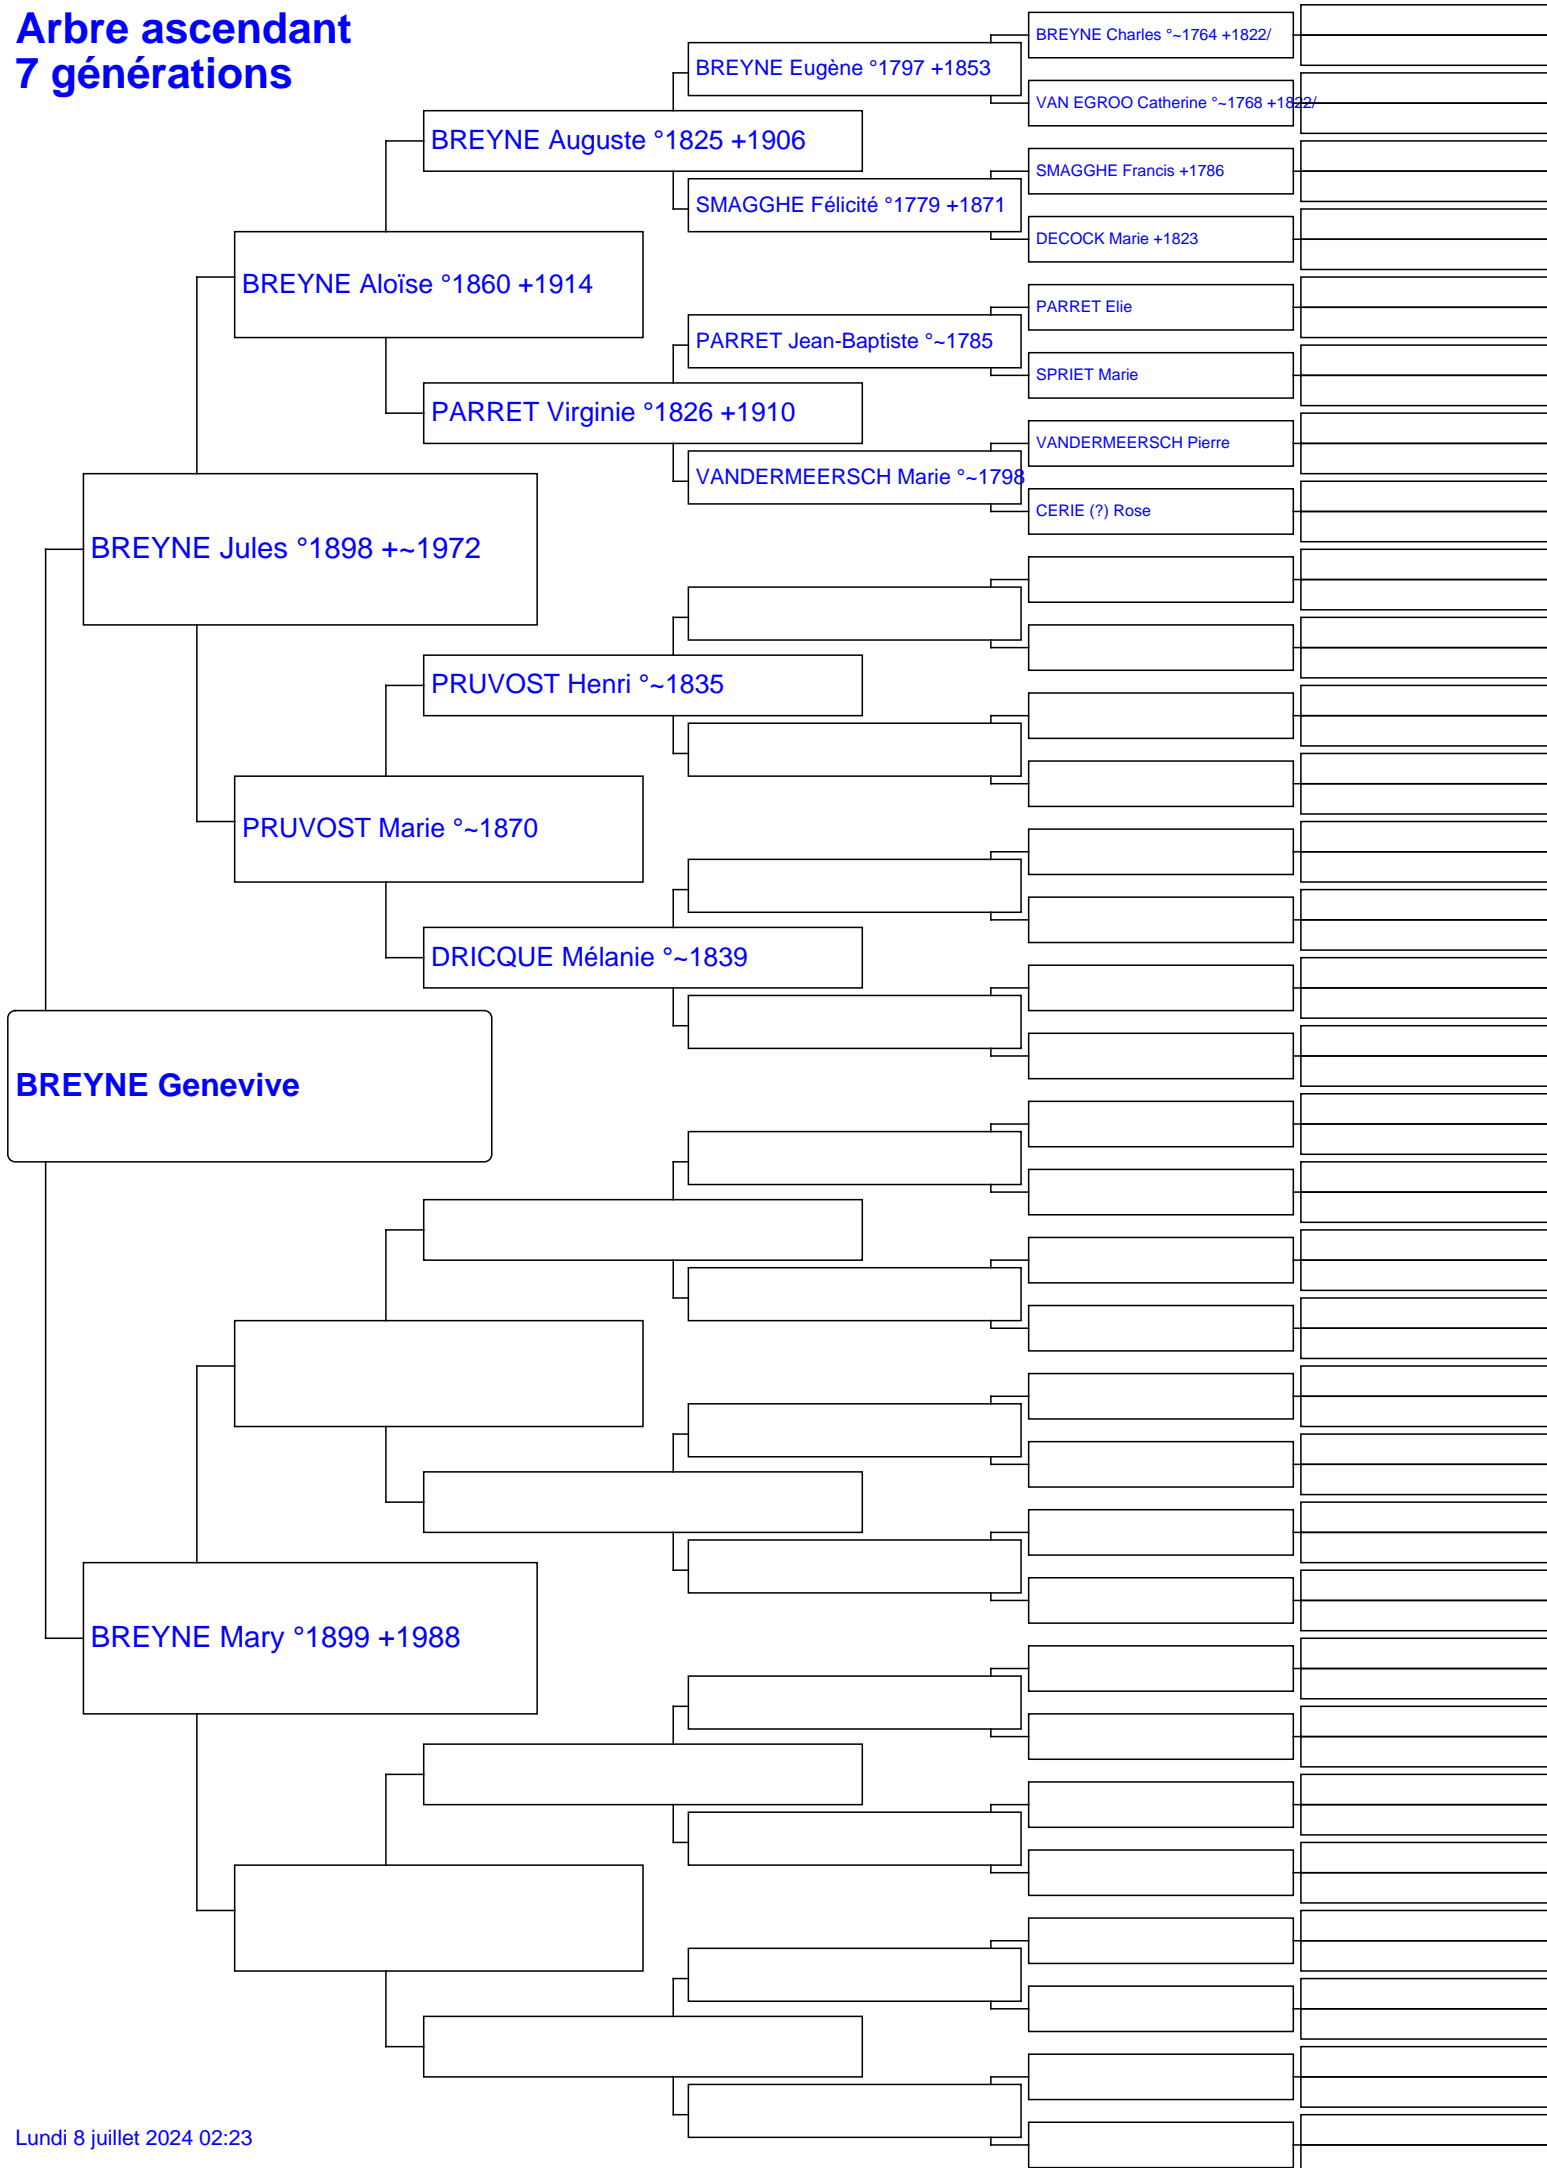 Arbre ascendant
7 générations
BREYNE Charles °~1764 +1822/
BREYNE Eugène °1797 +1853
VAN EGROO Catherine °~1768 +1822/
BREYNE Auguste °1825 +1906
SMAGGHE Francis +1786
SMAGGHE Félicité °1779 +1871
DECOCK Marie +1823
BREYNE Aloïse °1860 +1914
PARRET Elie
PARRET Jean-Baptiste °~1785
SPRIET Marie
PARRET Virginie °1826 +1910
VANDERMEERSCH Pierre
VANDERMEERSCH Marie °~1798
CERIE (?) Rose
BREYNE Jules °1898 +~1972
PRUVOST Henri °~1835
PRUVOST Marie °~1870
DRICQUE Mélanie °~1839
BREYNE Genevive
BREYNE Mary °1899 +1988
Lundi 8 juillet 2024 02:23